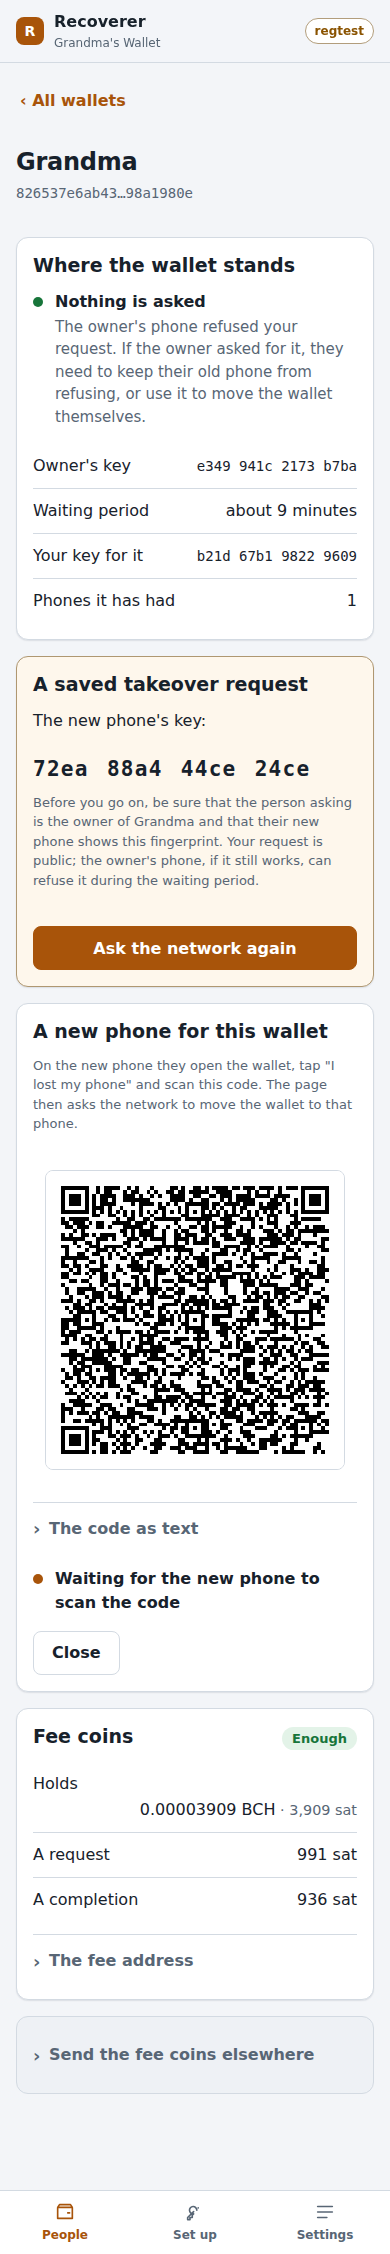 R
Recoverer
Grandma's Wallet
regtest
‹ All wallets
Grandma
826537e6ab43…98a1980e
Where the wallet stands
Nothing is asked
The owner's phone refused your
request. If the owner asked for it, they
need to keep their old phone from
refusing, or use it to move the wallet
themselves.
Owner's key e349 941c 2173 b7ba
Waiting period about 9 minutes
Your key for it b21d 67b1 9822 9609
Phones it has had 1
A saved takeover request
The new phone's key:
72ea 88a4 44ce 24ce
Before you go on, be sure that the person asking
is the owner of Grandma and that their new
phone shows this fingerprint. Your request is
public; the owner's phone, if it still works, can
refuse it during the waiting period.
Ask the network again
A new phone for this wallet
On the new phone they open the wallet, tap "I
lost my phone" and scan this code. The page
then asks the network to move the wallet to that
phone.
› The code as text
Waiting for the new phone to
scan the code
Close
Fee coins Enough
Holds
0.00003909 BCH · 3,909 sat
A request 991 sat
A completion 936 sat
› The fee address
› Send the fee coins elsewhere
People Set up Settings